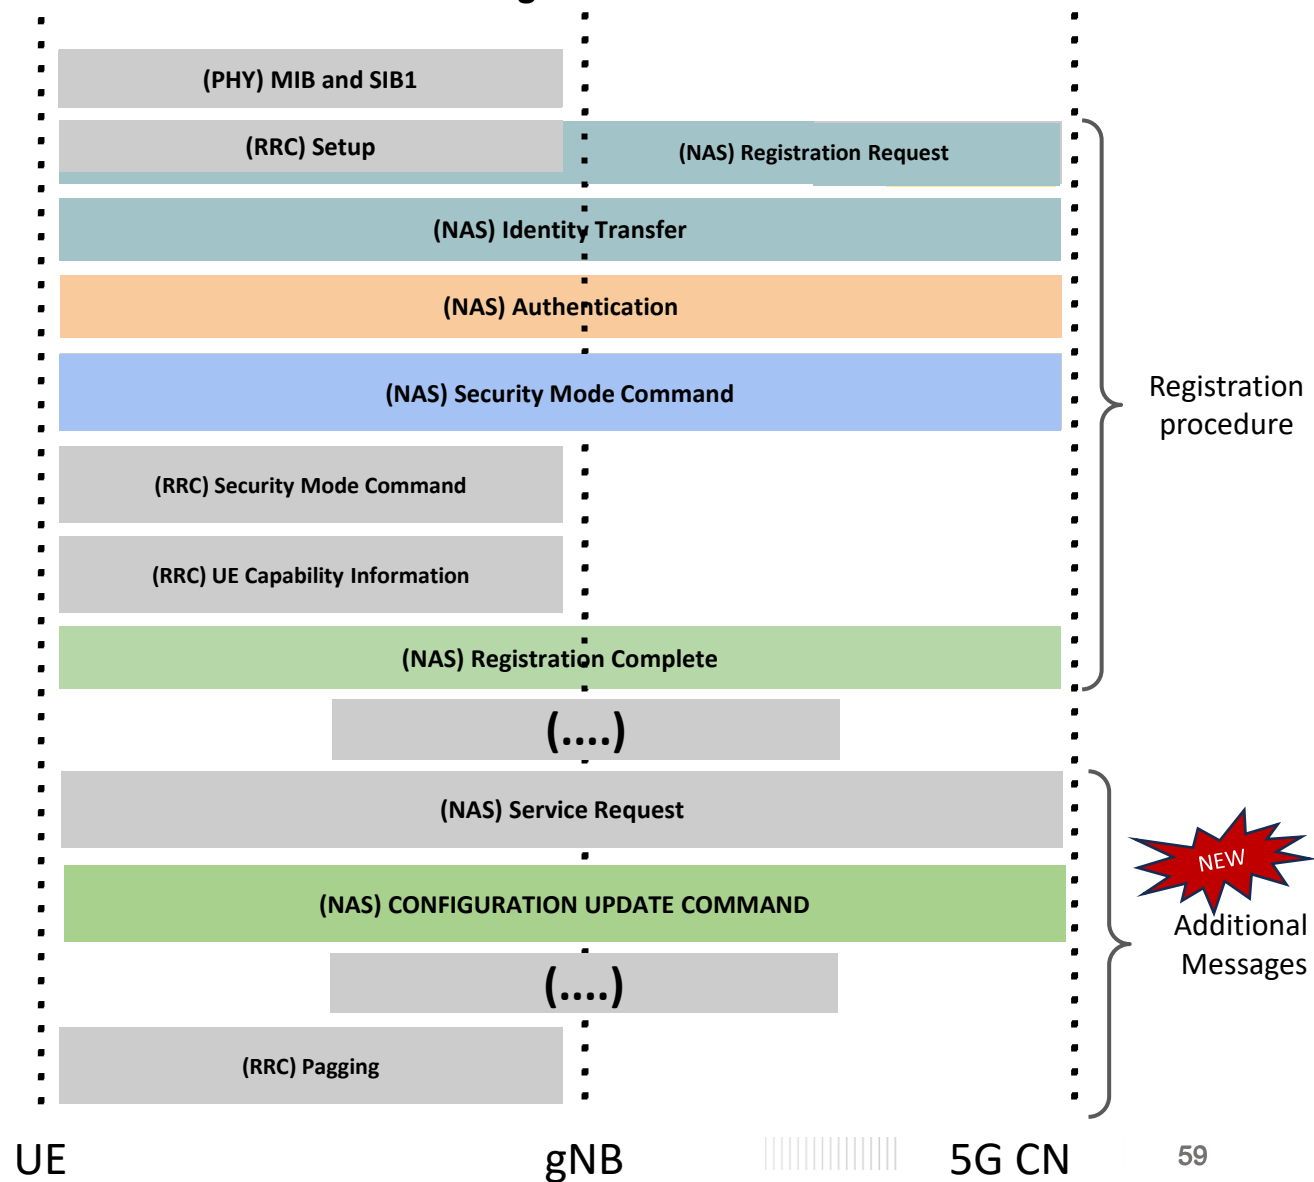 (PHY) MIB and SIB1
(RRC) Setup
(NAS) Registration Request
(NAS) Identity Transfer
(NAS) Authentication
(NAS) Security Mode Command
(RRC) Security Mode Command
(RRC) UE Capability Information
(NAS) Registration Complete
Registration
procedure
(....)
(NAS) Service Request
(NAS) CONFIGURATION UPDATE COMMAND
NEW
Additional
Messages
(....)
(RRC) Pagging
UE
gNB
5G CN
59